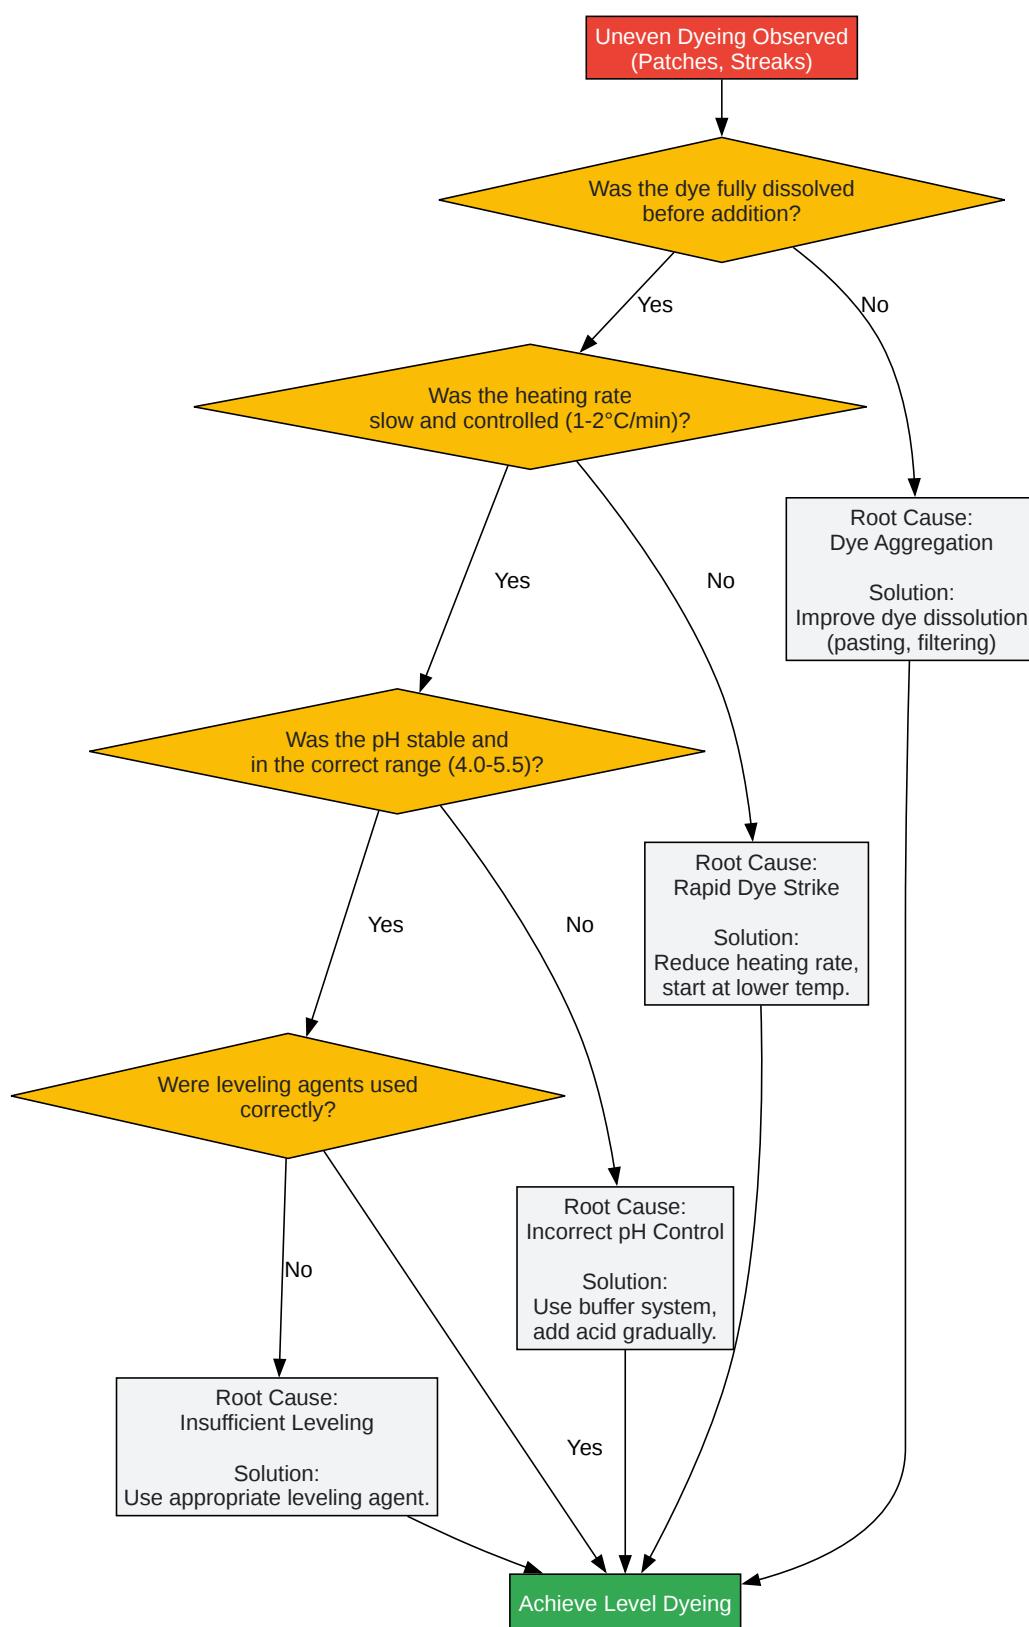 Uneven Dyeing Observed
(Patches, Streaks)
Was the dye fully dissolved
before addition?
Yes
No
Was the heating rate
slow and controlled (1-2°C/min)?
Root Cause:
Dye Aggregation
Solution:
Improve dye dissolution
(pasting, filtering)
Yes
No
Was the pH stable and
in the correct range (4.0-5.5)?
Root Cause:
Rapid Dye Strike
Solution:
Reduce heating rate,
start at lower temp.
Yes
No
Were leveling agents used
correctly?
Root Cause:
Incorrect pH Control
Solution:
Use buffer system,
add acid gradually.
No
Yes
Root Cause:
Insufficient Leveling
Solution:
Use appropriate leveling agent.
Achieve Level Dyeing